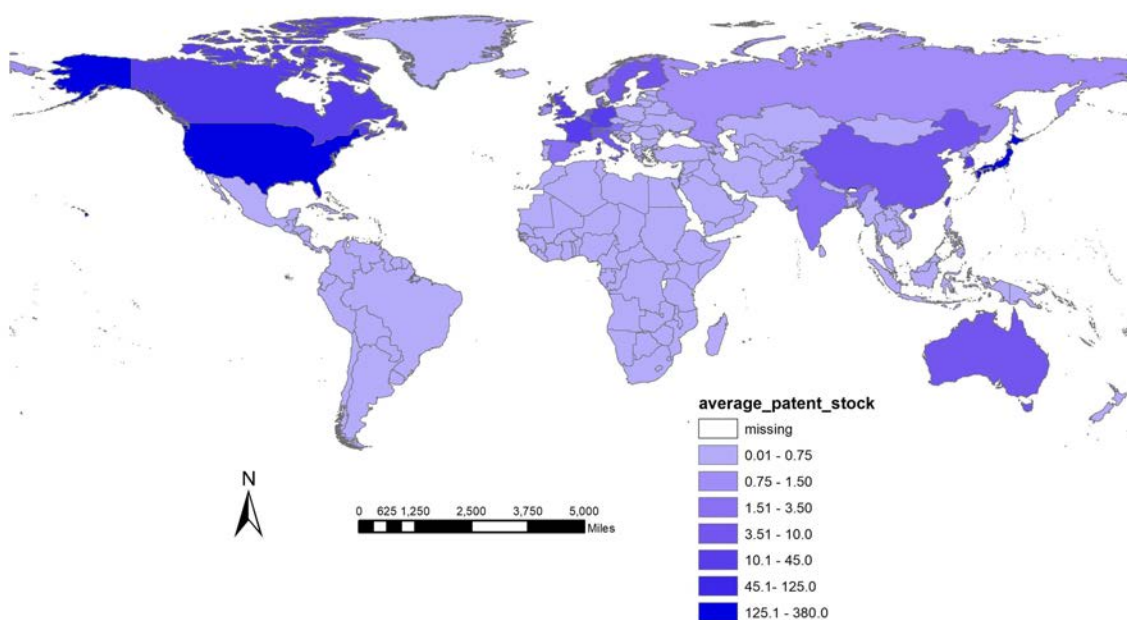 average_patent_stock
missing
0.01 - 0.75
0.75 - 1.50
1.51 - 3.50
3.51 - 10.0
10.1 - 45.0
45.1- 125.0
125.1 - 380.0
N
0 625 1,250 2,500 3,750 5,000
Miles